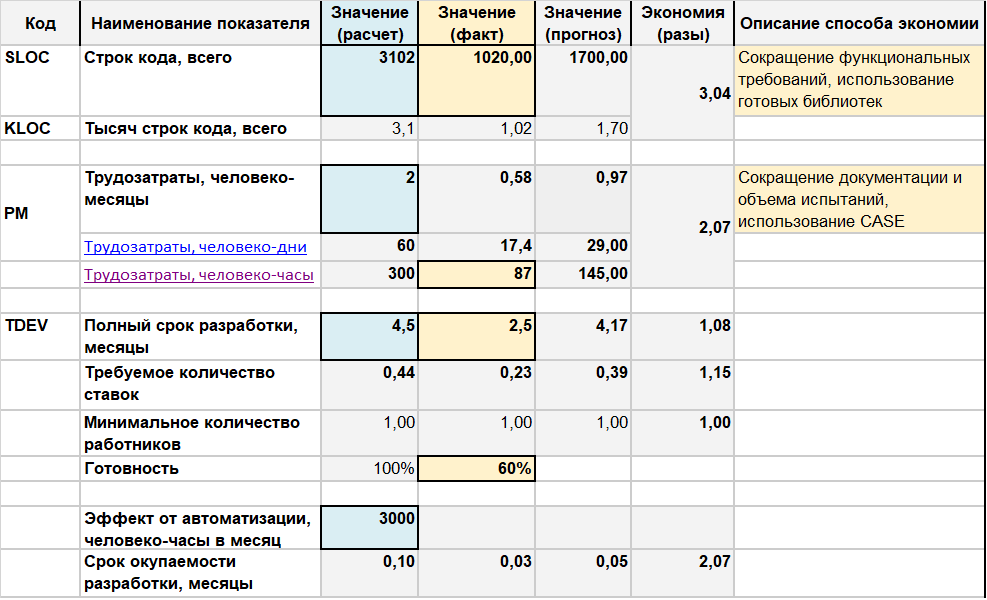 Код Наименование показателя Значение (расчет) Значение (факт) Значение (прогноз) Экономия (разы) Описание способа экономии
SLOC Строк кода, всего 3102 1020,00 1700,00 3,04 Сокращение функциональных
требований, использование
готовых библиотек
KLOC Тысяч строк кода, всего 3,1 1,02 1,70
PM Трудозатраты, человеко-
месяцы 2 0,58 0,97 2,07 Сокращение документации и
объема испытаний,
использование CASE
Трудозатраты, человеко-дни 60 17,4 29,00
Трудозатраты, человеко-часы 300 87 145,00
TDEV Полный срок разработки,
месяцы 4,5 2,5 4,17 1,08
Требуемое количество
ставок 0,44 0,23 0,39 1,15
Минимальное количество
работников 1,00 1,00 1,00 1,00
Готовность 100% 60%
Эффект от автоматизации,
человеко-часы в месяц 3000
Срок окупаемости
разработки, месяцы 0,10 0,03 0,05 2,07